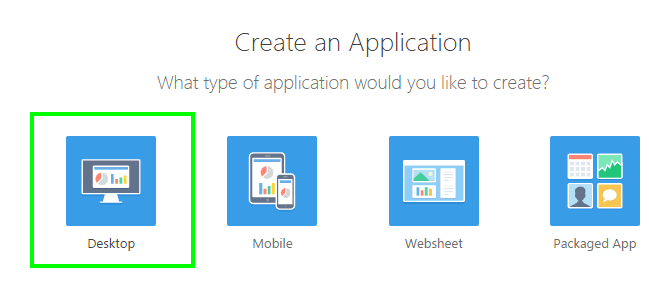 Create an Application
What type of application would you like to create?
Desktop
Mobile
Websheet
Packaged App